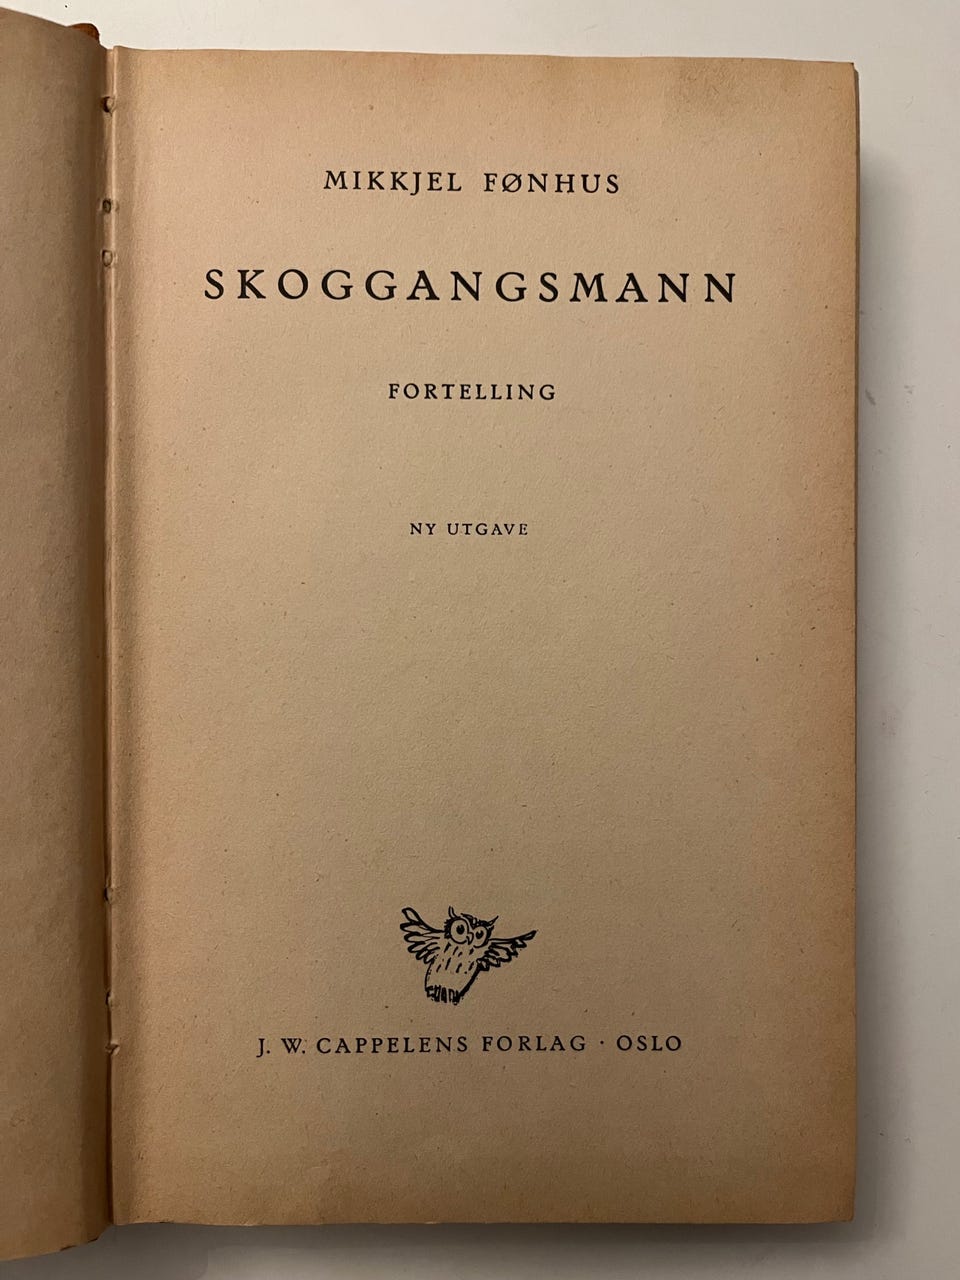 MIKKJEL FØNHUS
SKOGGANGSMANN
FORTELLING
NY UTGAVE
J. W. CAPPELENS FORLAG · OSLO